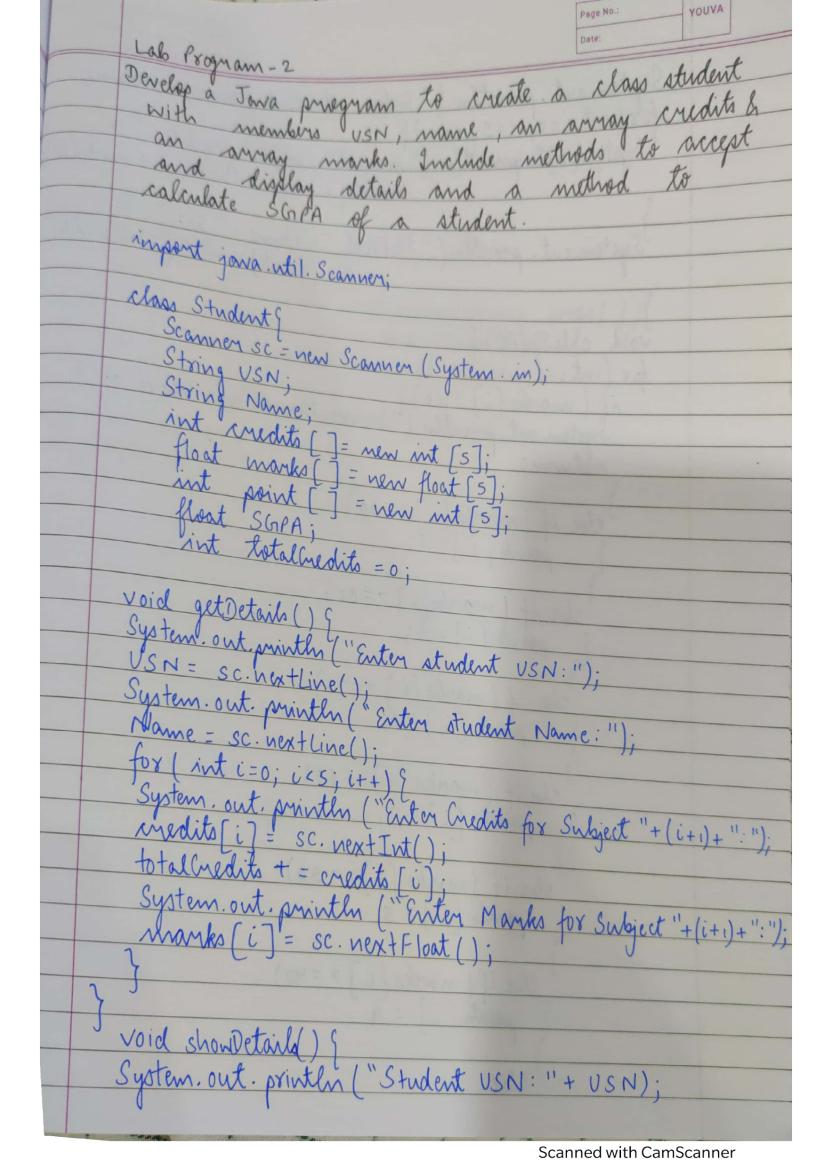 Page No.:
YOUVA
Date:
Lab Program-2
Develop a Java program to create a class student
with members USN, name, an array credits &
an array marks. Include methods to accept
and display details and a method to
calculate SGPA of a student.
import java.util.Scanner;
class Student{
Scanner sc = new Scanner (System.in);
String USN;
String Name;
int credits[ ]= new int [5];
float marks[ ] = new float [5];
int point [ ] = new int [5];
float SGPA;
int totalCredits = 0;
void getDetails() {
System.out.println("Enter student USN:");
USN = sc.nextLine();
System.out.println("Enter student Name:");
Name = sc.nextLine();
for( int i=0; i<5; i++) {
System.out.println ("Enter Credits for Subject "+(i+1)+":");
credits[i] = sc.nextInt();
totalCredits += credits [i];
System.out.println ("Enter Marks for Subject "+(i+1)+":");
marks[i] = sc.nextFloat();
}
}
void showDetails() {
System.out.println ("Student USN: "+ USN);
Scanned with CamScanner